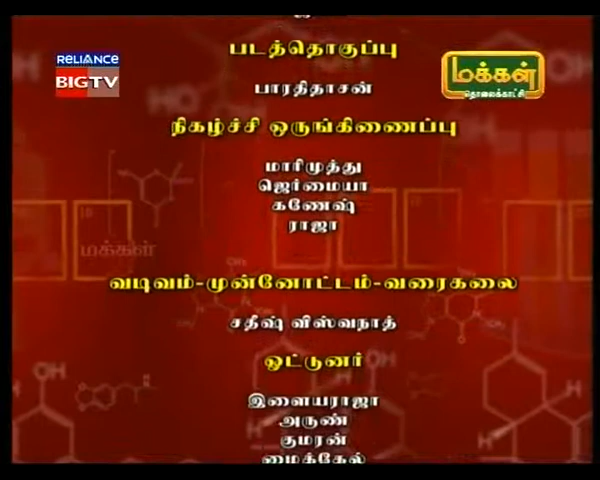 RELIANCE
BIGTV
மக்கள்
தொலைக்காட்சி
படத்தொகுப்பு
பாரதிதாசன்
நிகழ்ச்சி ஒருங்கிணைப்பு
மாரிமுத்து
ஜெர்மையா
கணேஷ்
ராஜா
மக்கள்
வடிவம்-முன்னோட்டம்-வரைகலை
சதீஷ் விஸ்வநாத்
ஓட்டுனர்
இளையராஜா
அருண்
குமரன்
மைக்கேல்